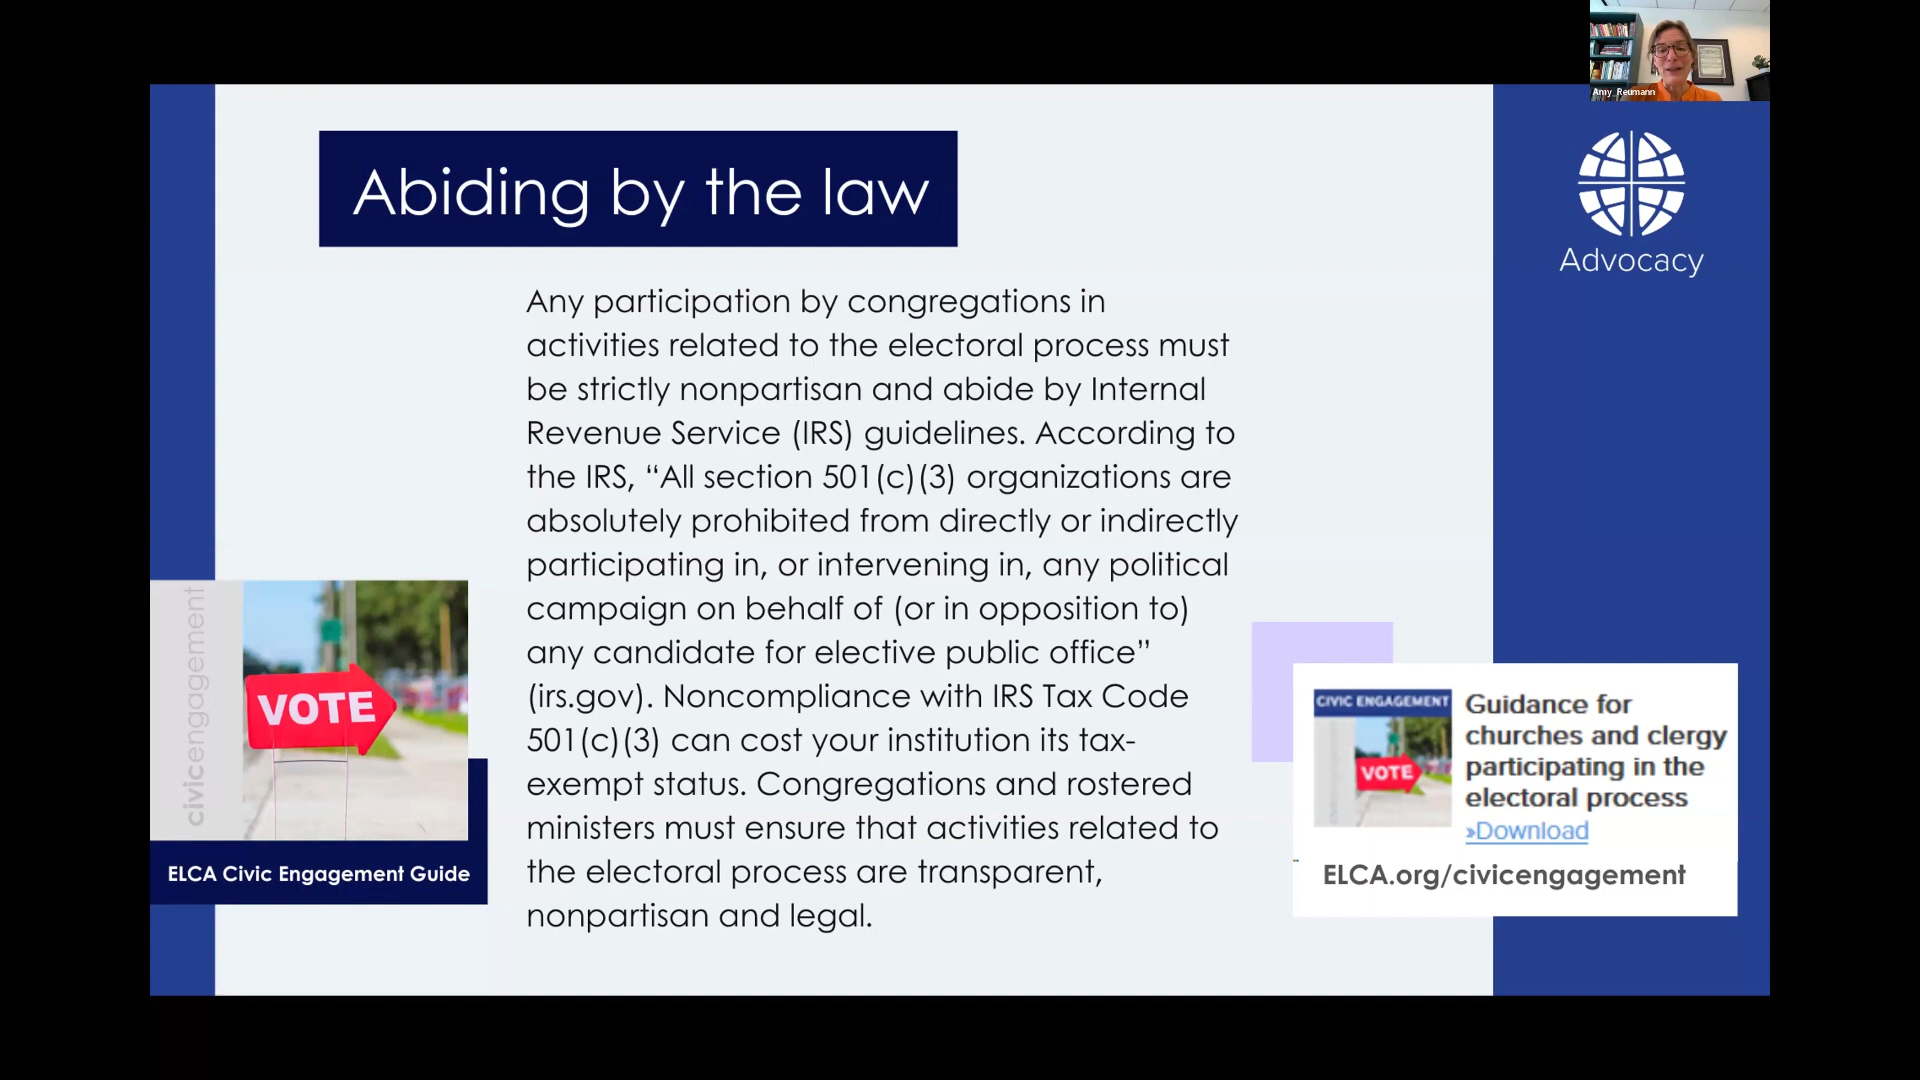 Amy_Reumann
Abiding by the law
Advocacy
Any participation by congregations in
activities related to the electoral process must
be strictly nonpartisan and abide by Internal
Revenue Service (IRS) guidelines. According to
the IRS, “All section 501(c)(3) organizations are
absolutely prohibited from directly or indirectly
participating in, or intervening in, any political
campaign on behalf of (or in opposition to)
any candidate for elective public office”
(irs.gov). Noncompliance with IRS Tax Code
501(c)(3) can cost your institution its tax-
exempt status. Congregations and rostered
ministers must ensure that activities related to
the electoral process are transparent,
nonpartisan and legal.
civicengagement
VOTE
ELCA Civic Engagement Guide
CIVIC ENGAGEMENT
VOTE
Guidance for
churches and clergy
participating in the
electoral process
»Download
ELCA.org/civicengagement